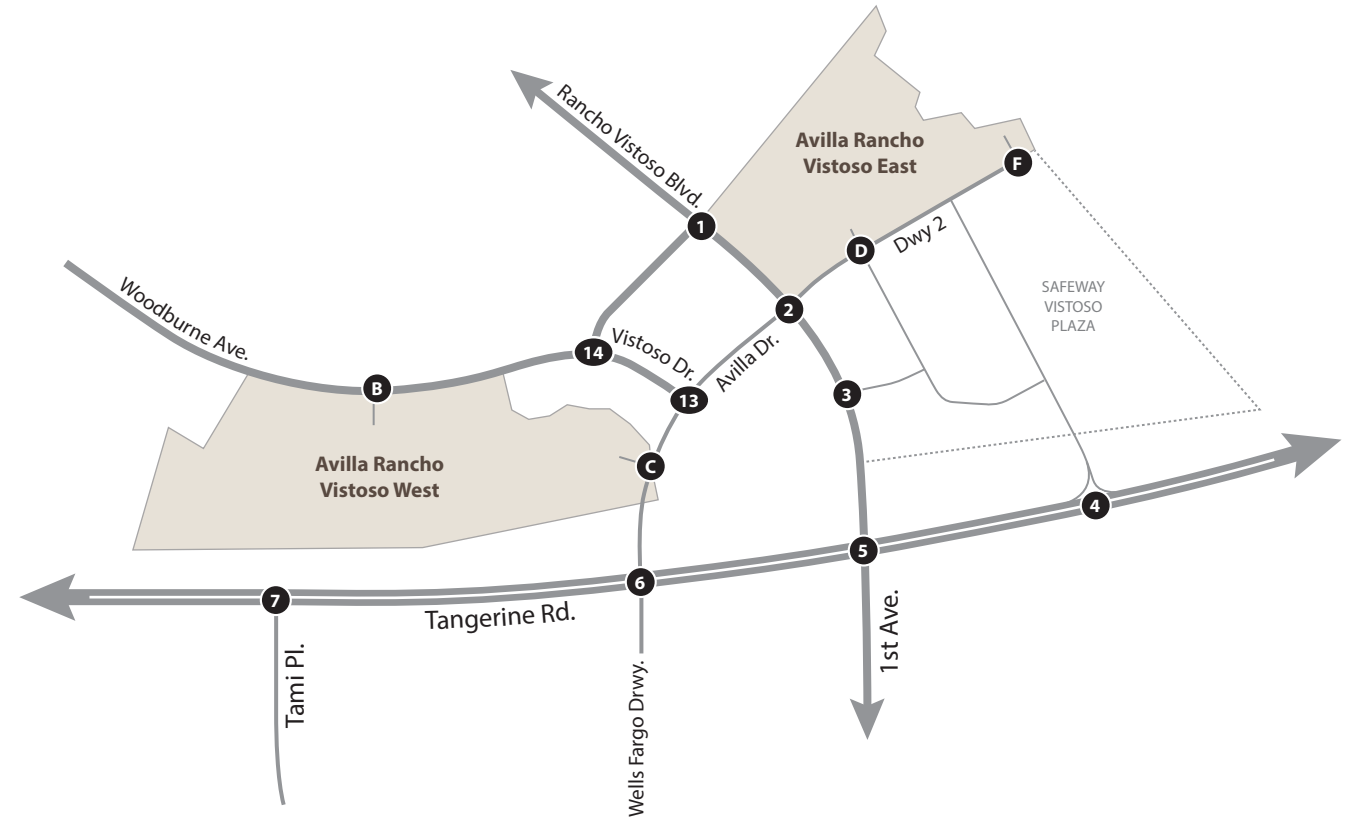 Rancho Vistoso Blvd.
Avilla Rancho
Vistoso East
F
1
D
Dwy 2
Woodburne Ave.
SAFEWAY
VISTOSO
PLAZA
2
14
Vistoso Dr.
Avilla Dr.
B
13
3
Avilla Rancho
Vistoso West
C
4
5
6
7
Tangerine Rd.
1st Ave.
Tami Pl.
Wells Fargo Drwy.